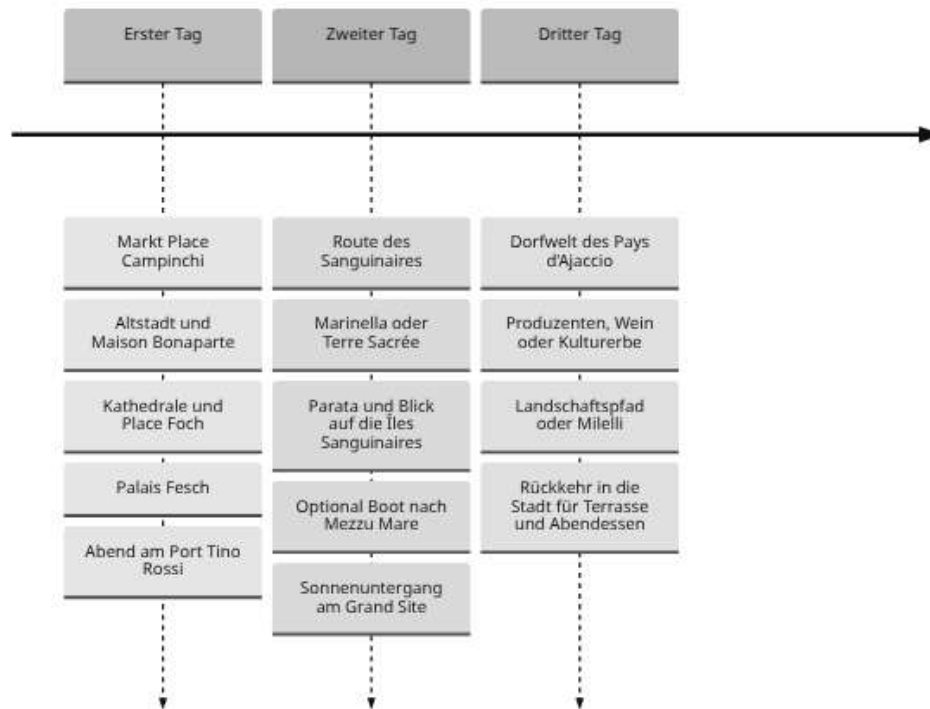 Erster Tag
Zweiter Tag
Dritter Tag
Markt Place
Campinchi
Altstadt und
Maison Bonaparte
Kathedrale und
Place Foch
Palais Fesch
Abend am Port Tino
Rossi
Route des
Sanguinaires
Marinella oder
Terre Sacrée
Parata und Blick
auf die Îles
Sanguinaires
Optional Boot nach
Mezzu Mare
Sonnenuntergang
am Grand Site
Dorfwelt des Pays
d'Ajaccio
Produzenten, Wein
oder Kulturerbe
Landschaftspfad
oder Milelli
Rückkehr in die
Stadt für Terrasse
und Abendessen